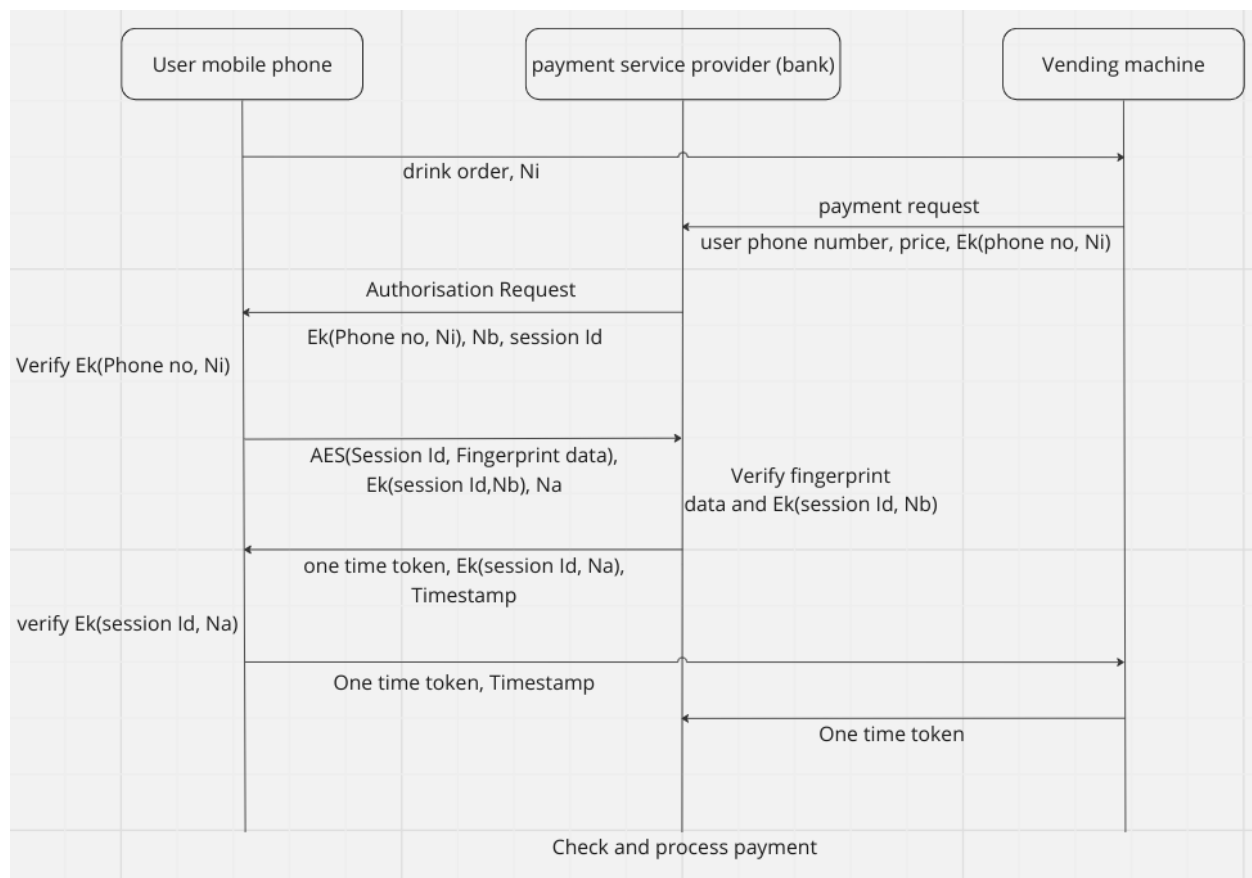 User mobile phone
payment service provider (bank)
Vending machine
drink order, Ni
payment request
user phone number, price, Ek(phone no, Ni)
Authorisation Request
Ek(Phone no, Ni), Nb, session Id
Verify Ek(Phone no, Ni)
AES(Session Id, Fingerprint data),
Ek(session Id,Nb), Na
Verify fingerprint
data and Ek(session Id, Nb)
one time token, Ek(session Id, Na),
Timestamp
verify Ek(session Id, Na)
One time token, Timestamp
One time token
Check and process payment